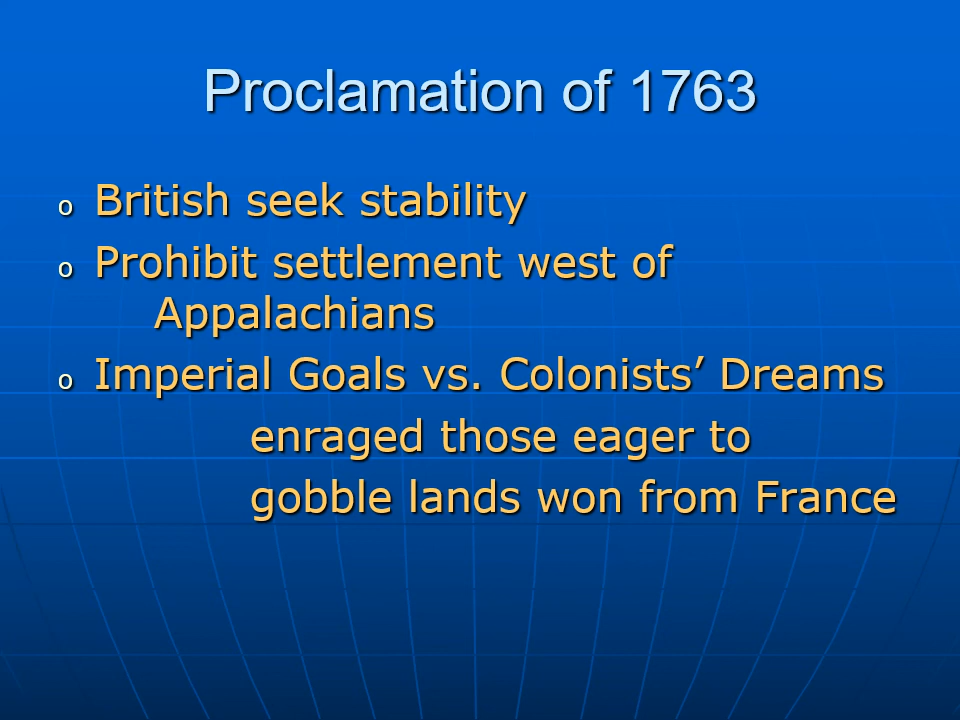 Proclamation of 1763
o British seek stability
o Prohibit settlement west of
Appalachians
o Imperial Goals vs. Colonists’ Dreams
enraged those eager to
gobble lands won from France